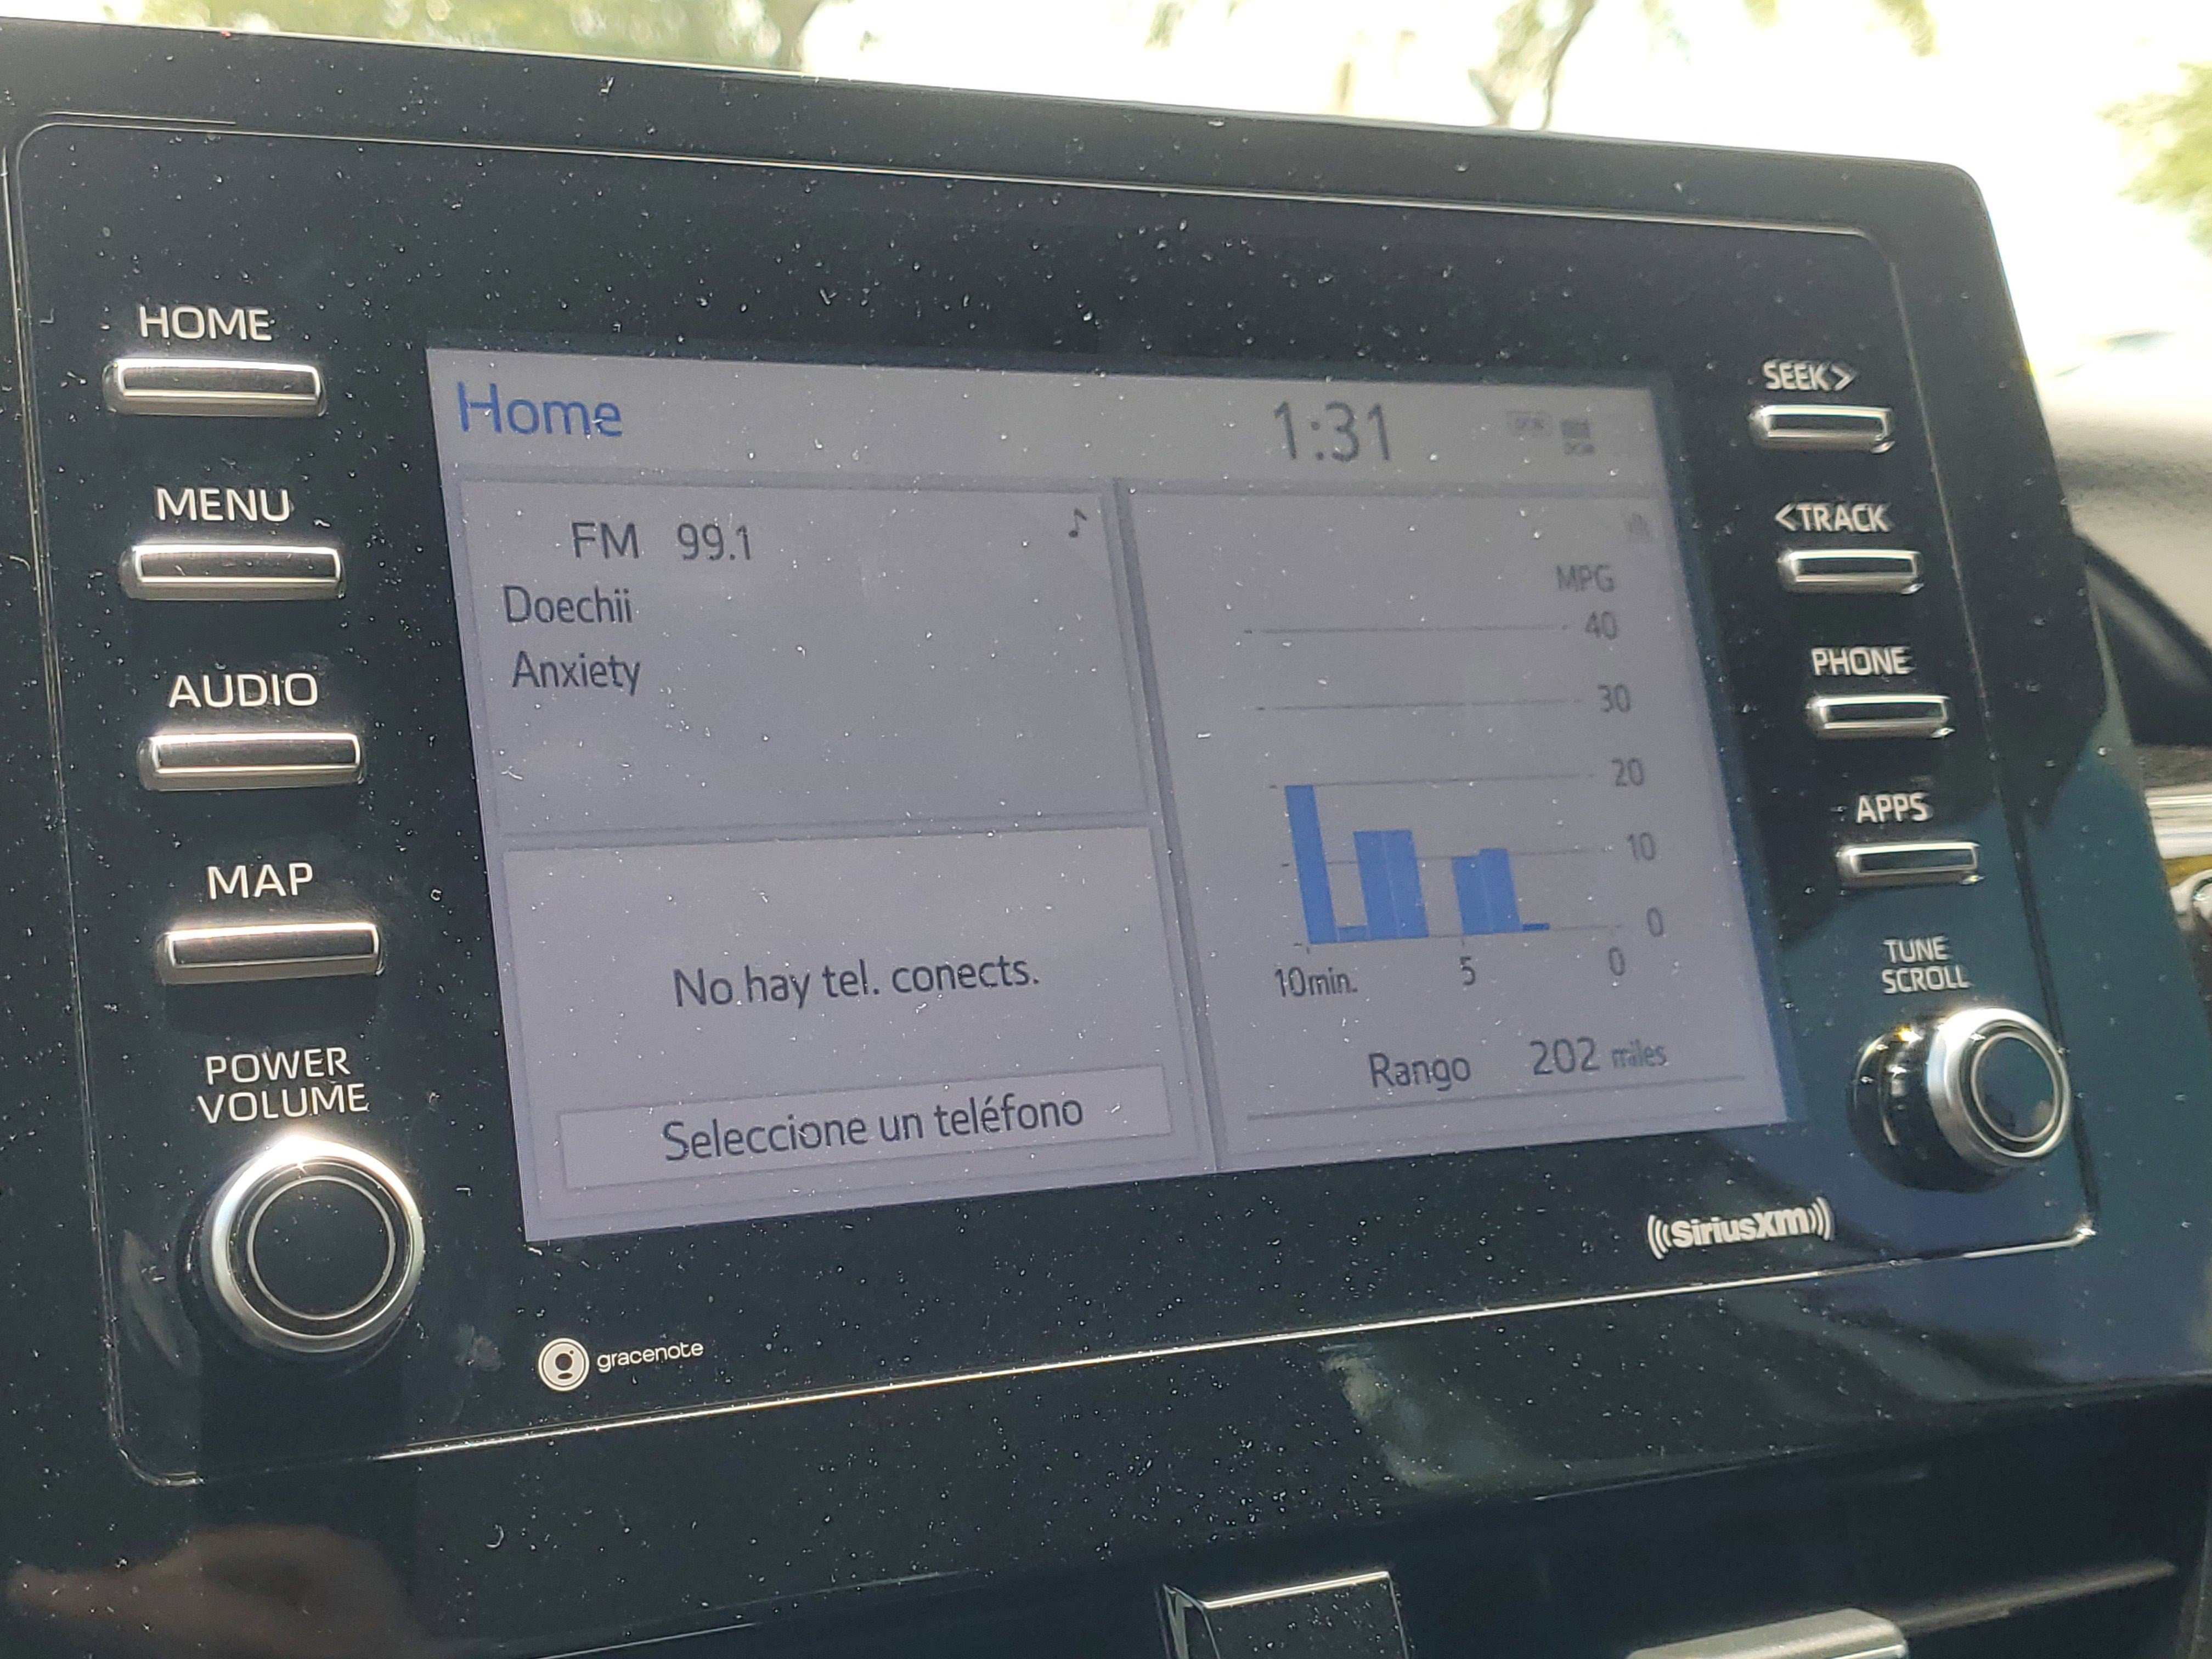 HOME
MENU
AUDIO
MAP
POWER
VOLUME
Home
1:31
FM 99.1
Doechii
Anxiety
No hay tel. conects.
Seleccione un teléfono
MPG
40
30
20
10
0
10min. 5 0
Rango 202 miles
SEEK>
<TRACK
PHONE
APPS
TUNE
SCROLL
((SiriusXM))
gracenote